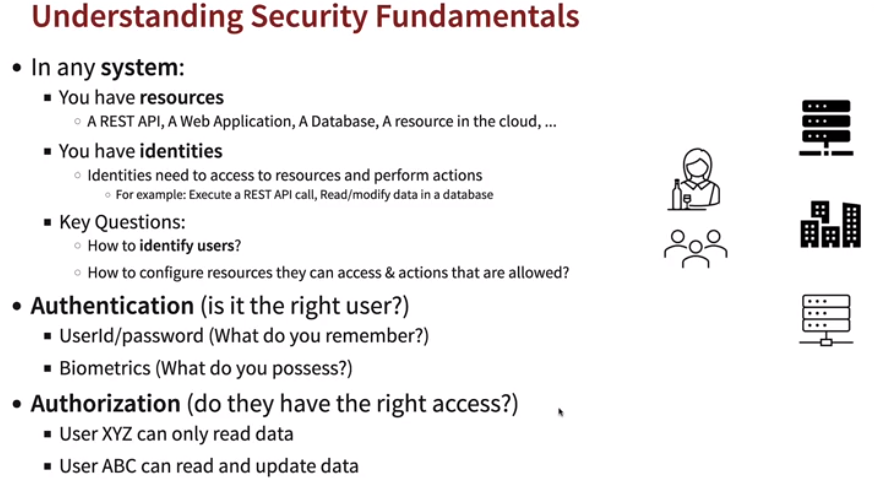 Understanding Security Fundamentals
• In any system:
▪ You have resources
◦ A REST API, A Web Application, A Database, A resource in the cloud, ...
▪ You have identities
◦ Identities need to access to resources and perform actions
◦ For example: Execute a REST API call, Read/modify data in a database
▪ Key Questions:
◦ How to identify users?
◦ How to configure resources they can access & actions that are allowed?
• Authentication (is it the right user?)
▪ UserId/password (What do you remember?)
▪ Biometrics (What do you possess?)
• Authorization (do they have the right access?)
▪ User XYZ can only read data
▪ User ABC can read and update data